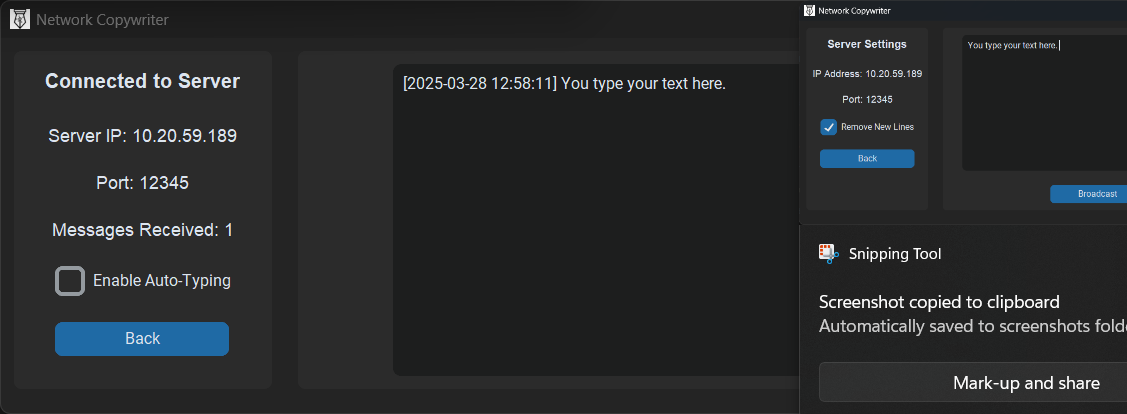 Network Copywriter
Connected to Server
Server IP: 10.20.59.189
Port: 12345
Messages Received: 1
Enable Auto-Typing
Back
[2025-03-28 12:58:11] You type your text here.
Network Copywriter
Server Settings
IP Address: 10.20.59.189
Port: 12345
Remove New Lines
Back
You type your text here.
Broadcast
Snipping Tool
Screenshot copied to clipboard
Automatically saved to screenshots folde
Mark-up and share